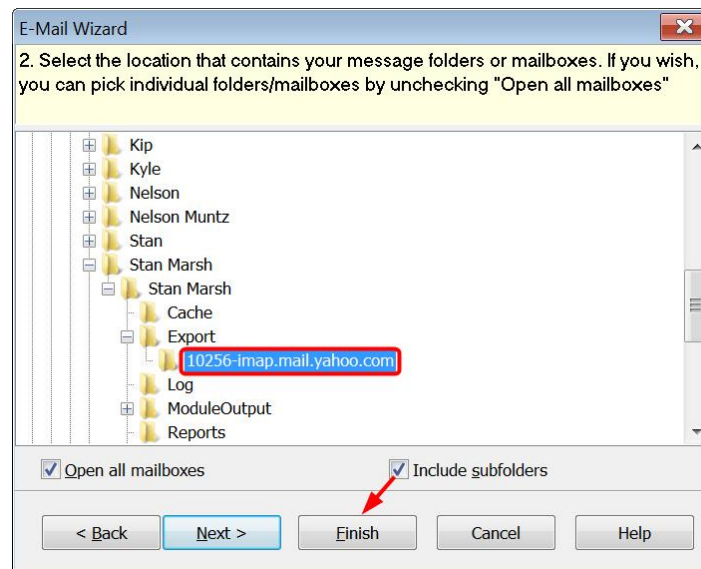 E-Mail Wizard
2. Select the location that contains your message folders or mailboxes. If you wish,
you can pick individual folders/mailboxes by unchecking "Open all mailboxes"
Kip
Kyle
Nelson
Nelson Muntz
Stan
Stan Marsh
Stan Marsh
Cache
Export
10256-imap.mail.yahoo.com
Log
ModuleOutput
Reports
Open all mailboxes Include subfolders
< Back Next > Finish Cancel Help